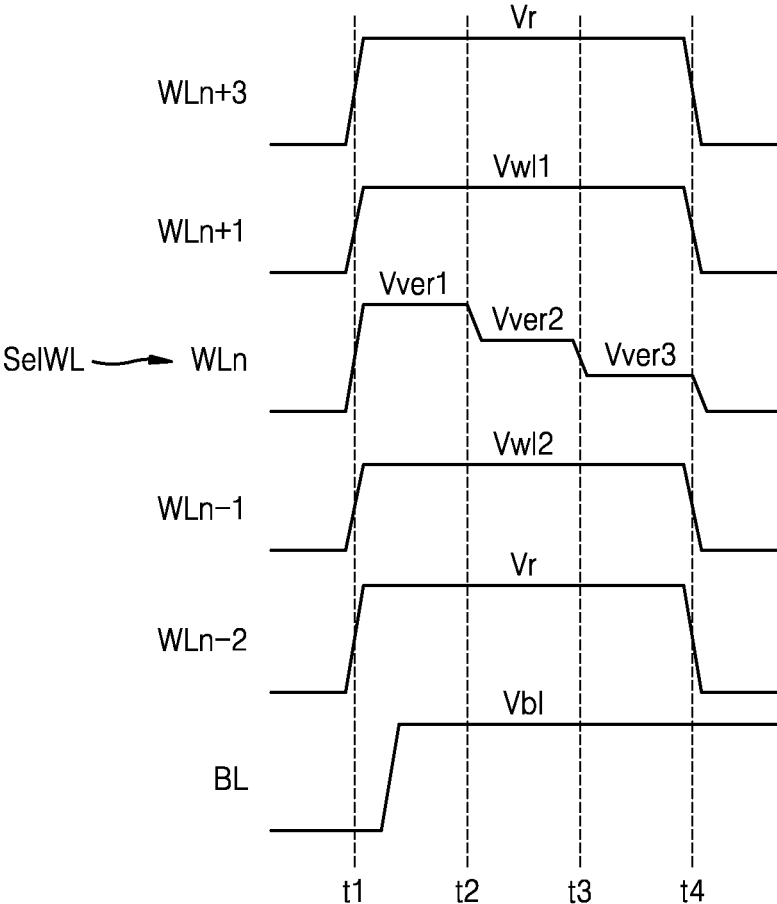 Vr
WLn+3
Vwl1
WLn+1
Vver1
Vver2
SelWL WLn Vver3
Vwl2
WLn-1
Vr
WLn-2
Vbl
BL
t1 t2 t3 t4